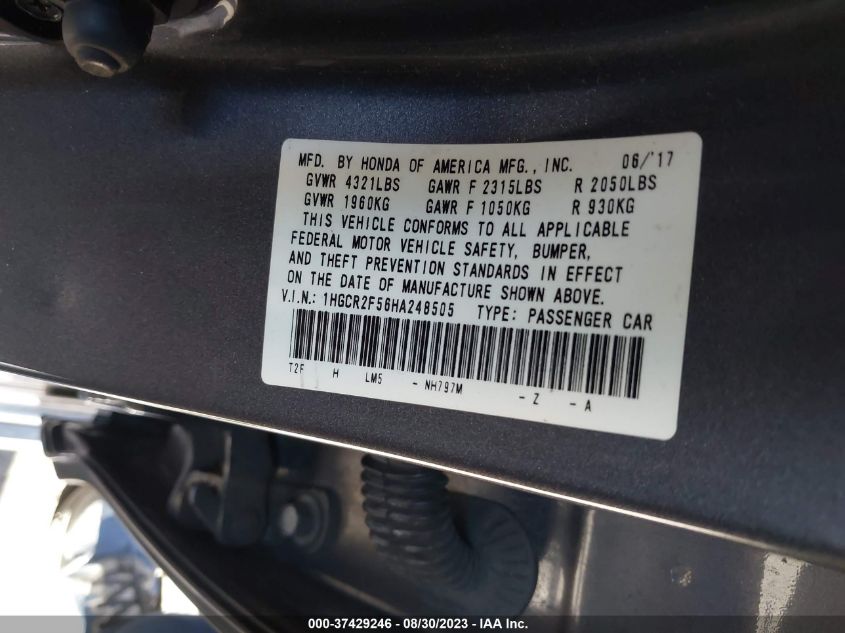 MFD. BY HONDA OF AMERICA MFG., INC. 06/'17
GVWR 4321LBS GAWR F 2315LBS R 2050LBS
GVWR 1960KG GAWR F 1050KG R 930KG
THIS VEHICLE CONFORMS TO ALL APPLICABLE
FEDERAL MOTOR VEHICLE SAFETY, BUMPER,
AND THEFT PREVENTION STANDARDS IN EFFECT
ON THE DATE OF MANUFACTURE SHOWN ABOVE.
V.I.N.: 1HGCR2F56HA248505 TYPE: PASSENGER CAR
T2F H LM5 - NH797M - Z - A
000-37429246 - 08/30/2023 - IAA Inc.